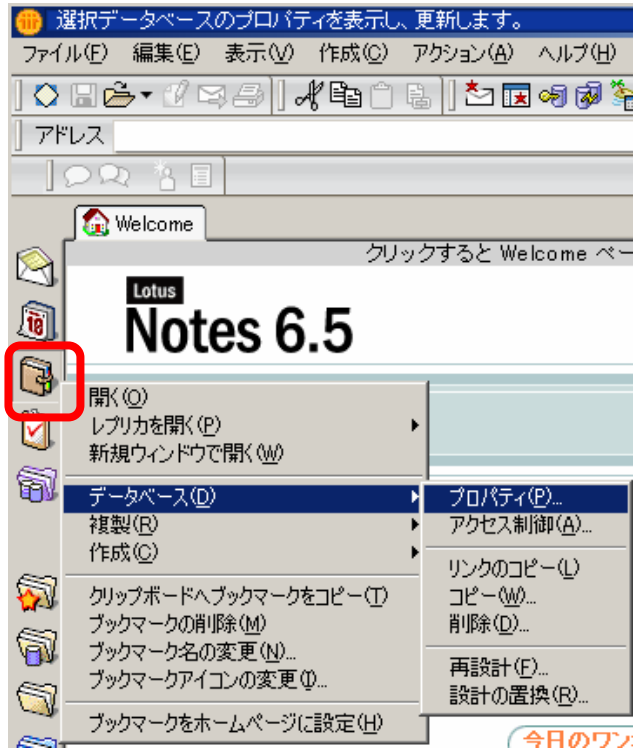 選択データベースのプロパティを表示し、更新します。
ファイル(F) 編集(E) 表示(V) 作成(C) アクション(A) ヘルプ(H)
アドレス
Welcome
クリックすると Welcome ペー
Lotus
Notes 6.5
18
開く(O)
レプリカを開く(P)
新規ウィンドウで開く(W)
データベース(D)
複製(R)
作成(C)
クリップボードへブックマークをコピー(T)
ブックマークの削除(M)
ブックマーク名の変更(N)...
ブックマークアイコンの変更(I)...
ブックマークをホームページに設定(H)
プロパティ(P)...
アクセス制御(A)...
リンクのコピー(L)
コピー(W)...
削除(D)...
再設計(F)...
設計の置換(R)...
今日のワン